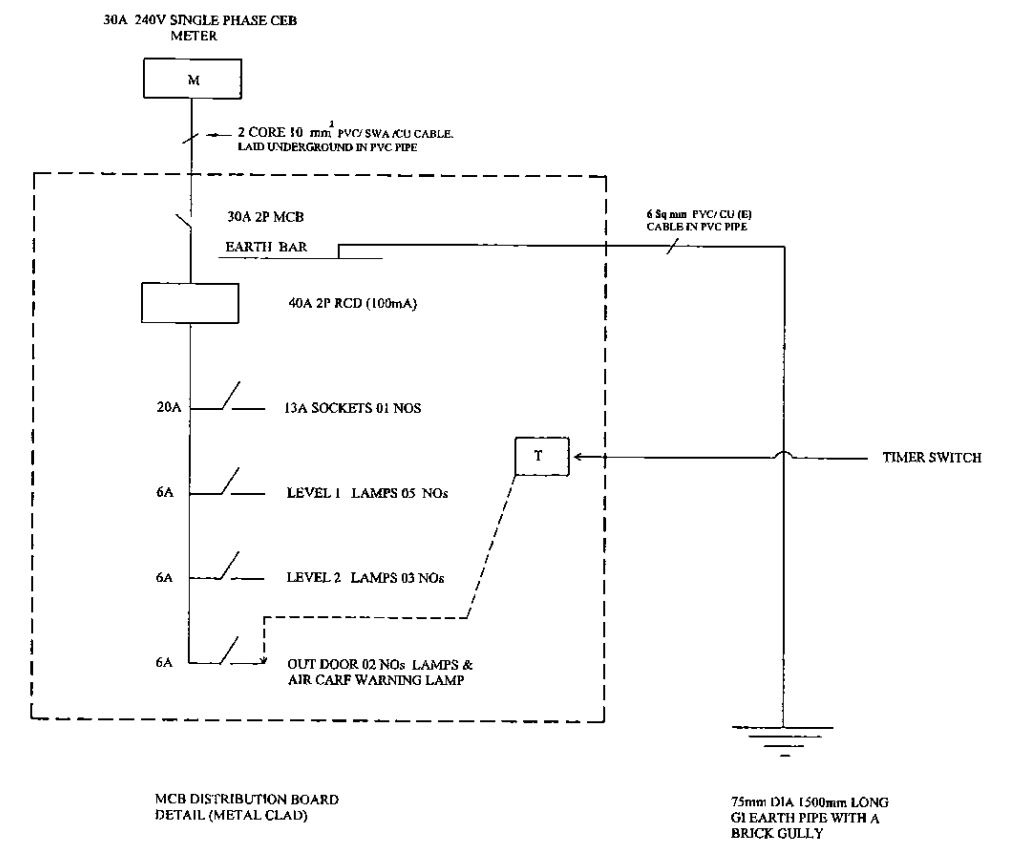 30A 240V SINGLE PHASE CEB
METER
M
2 CORE 10 mm² PVC/ SWA /CU CABLE.
LAID UNDERGROUND IN PVC PIPE
30A 2P MCB
6 Sq mm PVC/ CU (E)
CABLE IN PVC PIPE
EARTH BAR
40A 2P RCD (100mA)
20A
13A SOCKETS 01 NOS
T
TIMER SWITCH
6A
LEVEL 1 LAMPS 05 NOs
6A
LEVEL 2 LAMPS 03 NOs
6A
OUT DOOR 02 NOs LAMPS &
AIR CARF WARNING LAMP
MCB DISTRIBUTION BOARD
DETAIL (METAL CLAD)
75mm DIA 1500mm LONG
GI EARTH PIPE WITH A
BRICK GULLY